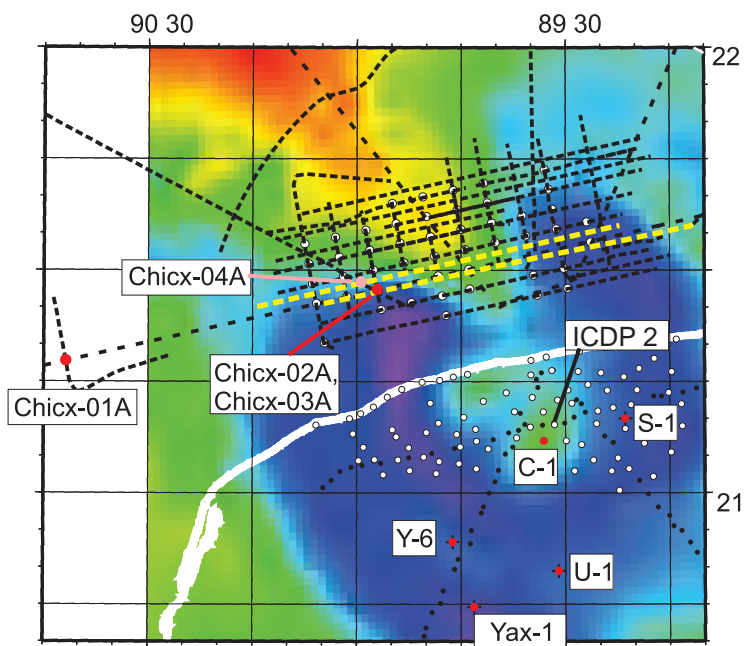 90 30
89 30
22
Chicx-04A
ICDP 2
Chicx-02A,
Chicx-03A
Chicx-01A
S-1
C-1
21
Y-6
U-1
Yax-1